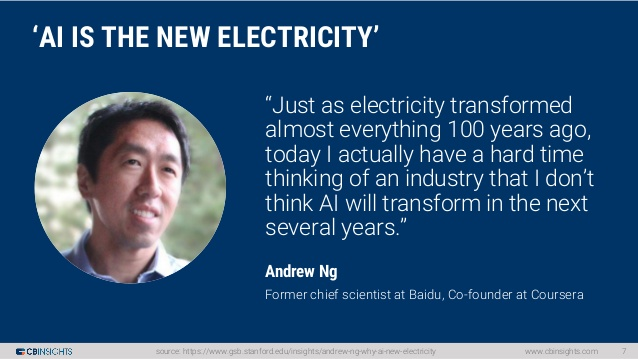 ‘AI IS THE NEW ELECTRICITY’
“Just as electricity transformed
almost everything 100 years ago,
today I actually have a hard time
thinking of an industry that I don’t
think AI will transform in the next
several years.”
Andrew Ng
Former chief scientist at Baidu, Co-founder at Coursera
CBINSIGHTS
source: https://www.gsb.stanford.edu/insights/andrew-ng-why-ai-new-electricity
www.cbinsights.com
7